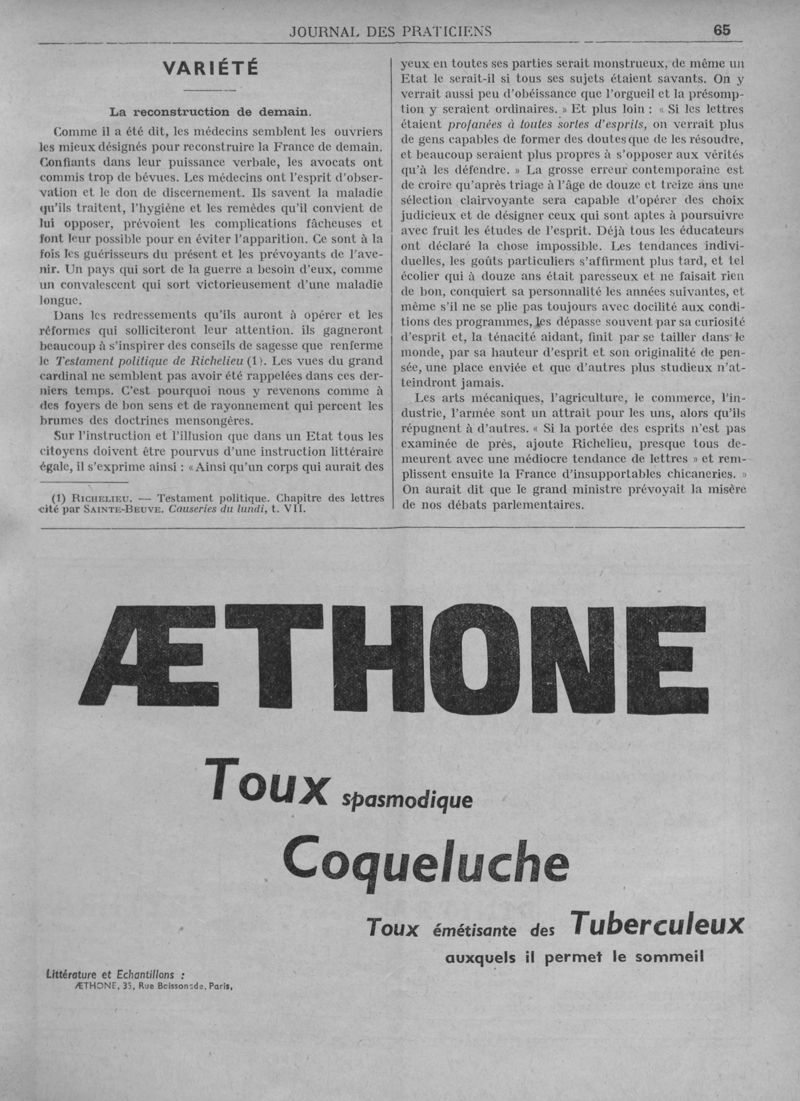 JOURNAL DES PRATICIENS 65
VARIÉTÉ
La reconstruction de demain.
Comme il a été dit, les médecins semblent les ouvriers
les mieux désignés pour reconstruire la France de demain.
Confiants dans leur puissance verbale, les avocats ont
commis trop de bévues. Les médecins ont l'esprit d'obser-
vation et le don de discernement. Ils savent la maladie
qu'ils traitent, l'hygiène et les remèdes qu'il convient de
lui opposer, prévoient les complications fâcheuses et
font leur possible pour en éviter l'apparition. Ce sont à la
fois les guérisseurs du présent et les prévoyants de l'ave-
nir. Un pays qui sort de la guerre a besoin d'eux, comme
un convalescent qui sort victorieusement d'une maladie
longue.
Dans les redressements qu'ils auront à opérer et les
réformes qui solliciteront leur attention. ils gagneront
beaucoup à s'inspirer des conseils de sagesse que renferme
le Testament politique de Richelieu (1). Les vues du grand
cardinal ne semblent pas avoir été rappelées dans ces der-
niers temps. C'est pourquoi nous y revenons comme à
des foyers de bon sens et de rayonnement qui percent les
brumes des doctrines mensongères.
Sur l'instruction et l'illusion que dans un Etat tous les
citoyens doivent être pourvus d'une instruction littéraire
égale, il s'exprime ainsi : « Ainsi qu'un corps qui aurait des
(1) RICHELIEU. — Testament politique. Chapitre des lettres
cité par SAINTE-BEUVE. Causeries du lundi, t. VII.
yeux en toutes ses parties serait monstrueux, de même un
Etat le serait-il si tous ses sujets étaient savants. On y
verrait aussi peu d'obéissance que l'orgueil et la présomp-
tion y seraient ordinaires. » Et plus loin : « Si les lettres
étaient profanées à toutes sortes d'esprits, on verrait plus
de gens capables de former des doutes que de les résoudre,
et beaucoup seraient plus propres à s'opposer aux vérités
qu'à les défendre. » La grosse erreur contemporaine est
de croire qu'après triage à l'âge de douze et treize ans une
sélection clairvoyante sera capable d'opérer des choix
judicieux et de désigner ceux qui sont aptes à poursuivre
avec fruit les études de l'esprit. Déjà tous les éducateurs
ont déclaré la chose impossible. Les tendances indivi-
duelles, les goûts particuliers s'affirment plus tard, et tel
écolier qui à douze ans était paresseux et ne faisait rien
de bon, conquiert sa personnalité les années suivantes, et
même s'il ne se plie pas toujours avec docilité aux condi-
tions des programmes, les dépasse souvent par sa curiosité
d'esprit et, la ténacité aidant, finit par se tailler dans le
monde, par sa hauteur d'esprit et son originalité de pen-
sée, une place enviée et que d'autres plus studieux n'at-
teindront jamais.
Les arts mécaniques, l'agriculture, le commerce, l'in-
dustrie, l'armée sont un attrait pour les uns, alors qu'ils
répugnent à d'autres. « Si la portée des esprits n'est pas
examinée de près, ajoute Richelieu, presque tous de-
meurent avec une médiocre tendance de lettres » et rem-
plissent ensuite la France d'insupportables chicaneries. »
On aurait dit que le grand ministre prévoyait la misère
de nos débats parlementaires.
ÆTHONE
Toux spasmodique
Coqueluche
Toux émétisante des Tuberculeux
auxquels il permet le sommeil
Littérature et Echantillons :
ÆTHONE, 35, Rue Boissonade, Paris,